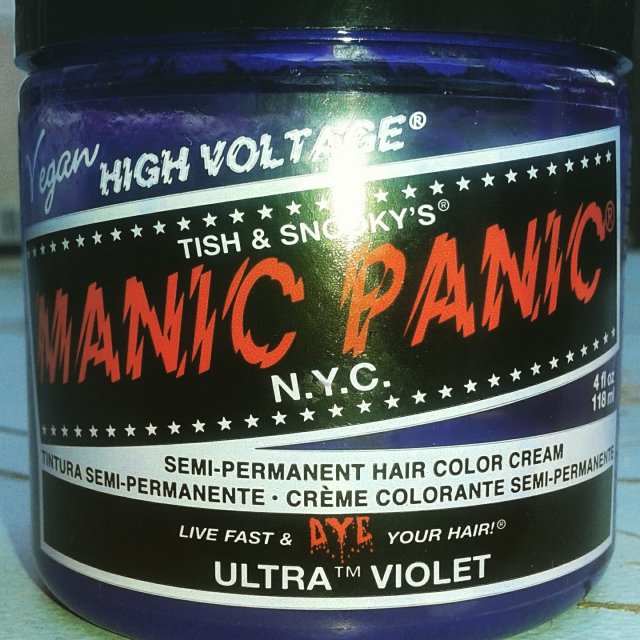 Vegan HIGH VOLTAGE®
TISH & SNOOKY'S®
MANIC PANIC®
N.Y.C.
4 fl oz
118 ml
SEMI-PERMANENT HAIR COLOR CREAM
TINTURA SEMI-PERMANENTE • CRÈME COLORANTE SEMI-PERMANENTE
LIVE FAST & DYE YOUR HAIR!®
ULTRA™ VIOLET